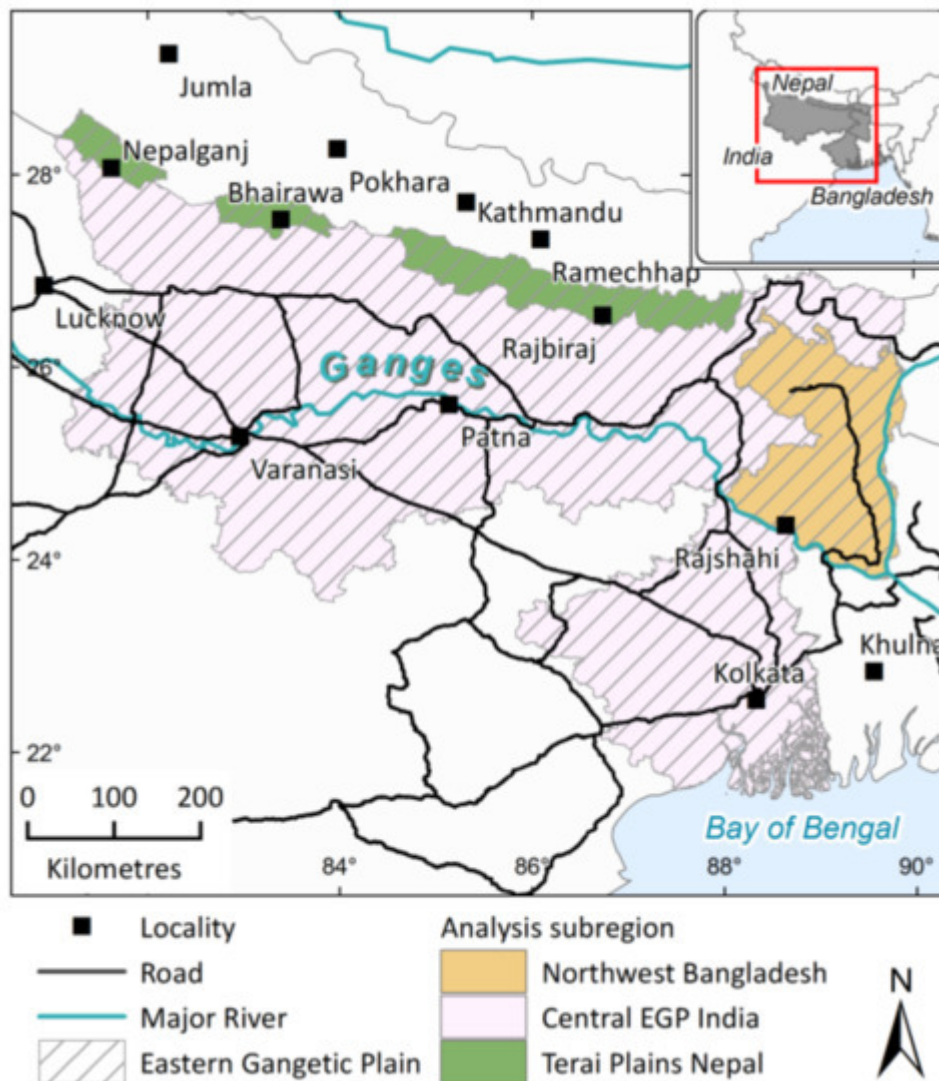 Jumla
Nepal
Nepalganj
India
28°
Pokhara
Bhairawa
Bangladesh
Kathmandu
Ramechhap
Lucknow
Rajbiraj
26°
Ganges
Patna
Varanasi
24°
Rajshahi
Khulna
Kolkata
22°
0 100 200
Bay of Bengal
Kilometres
84° 86° 88° 90°
Locality
Analysis subregion
Road
Northwest Bangladesh
N
Major River
Central EGP India
Eastern Gangetic Plain
Terai Plains Nepal